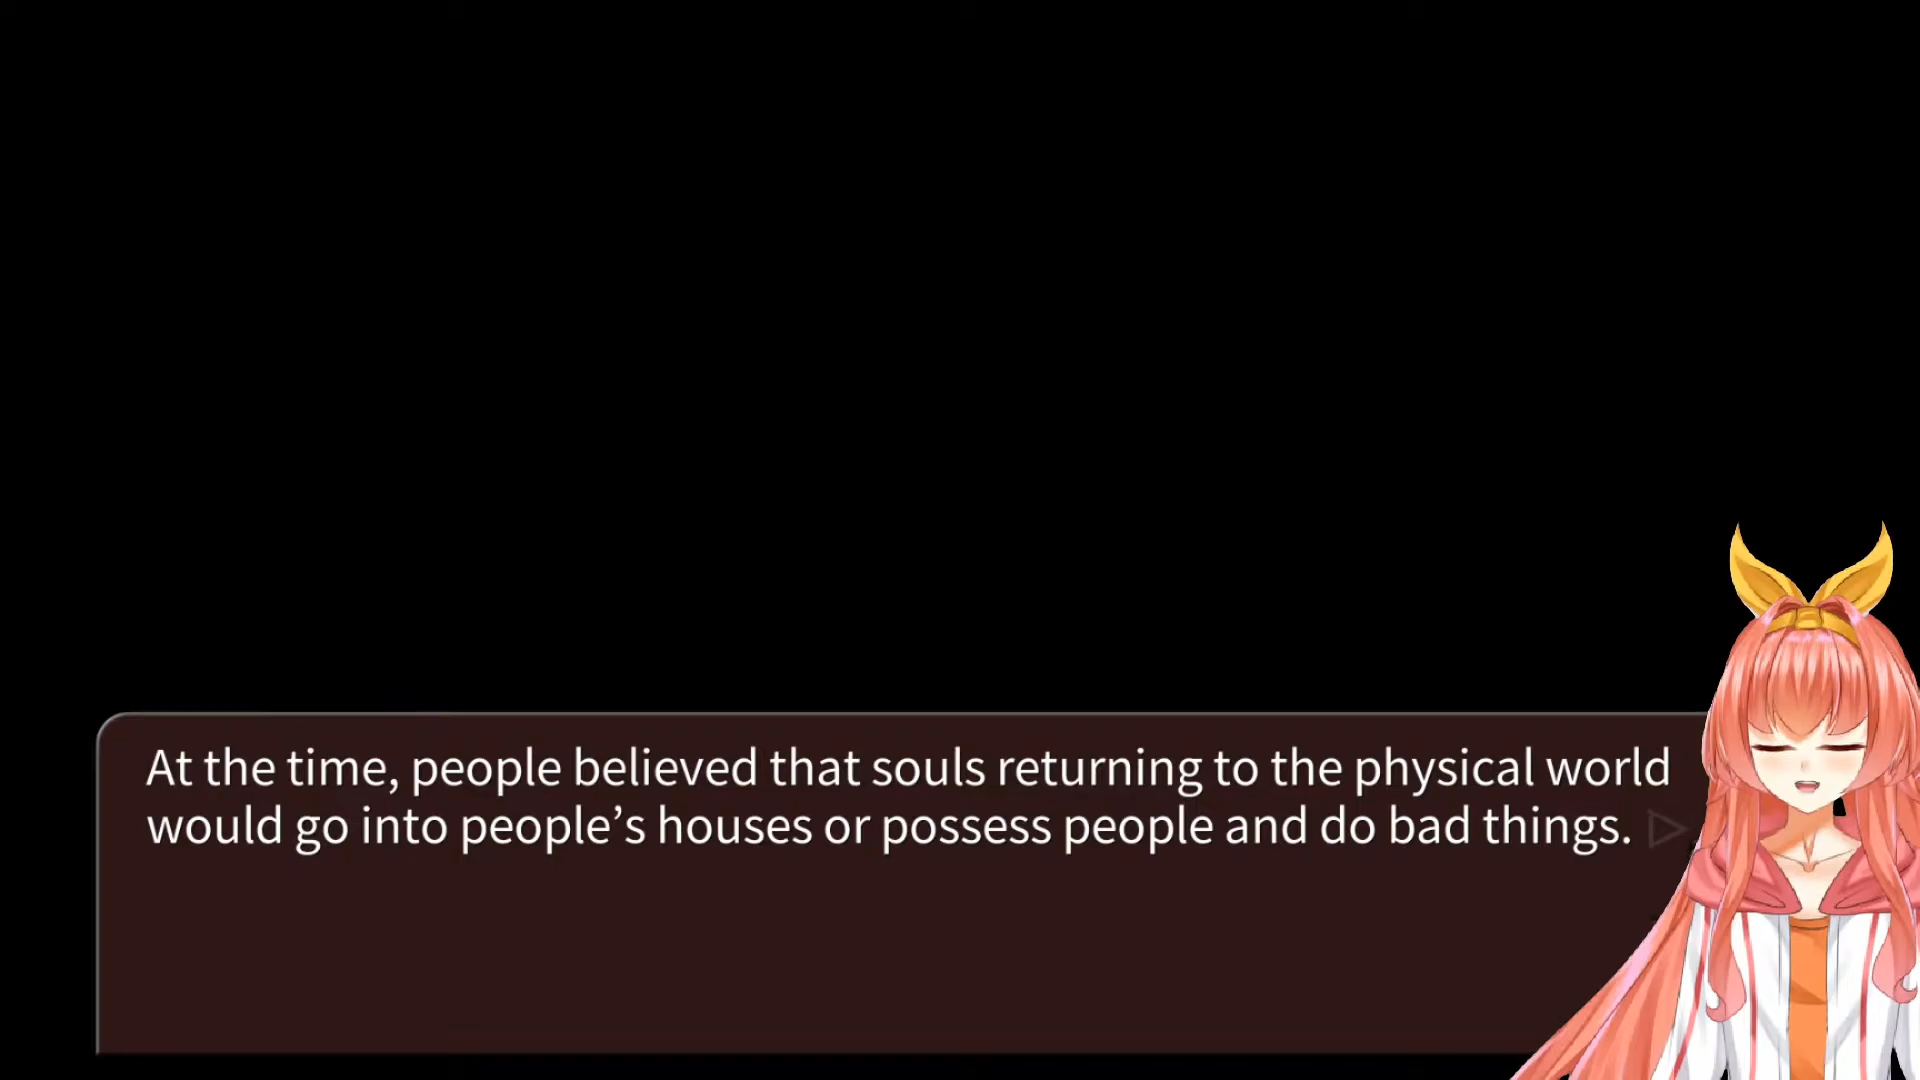 At the time, people believed that souls returning to the physical world
would go into people’s houses or possess people and do bad things.